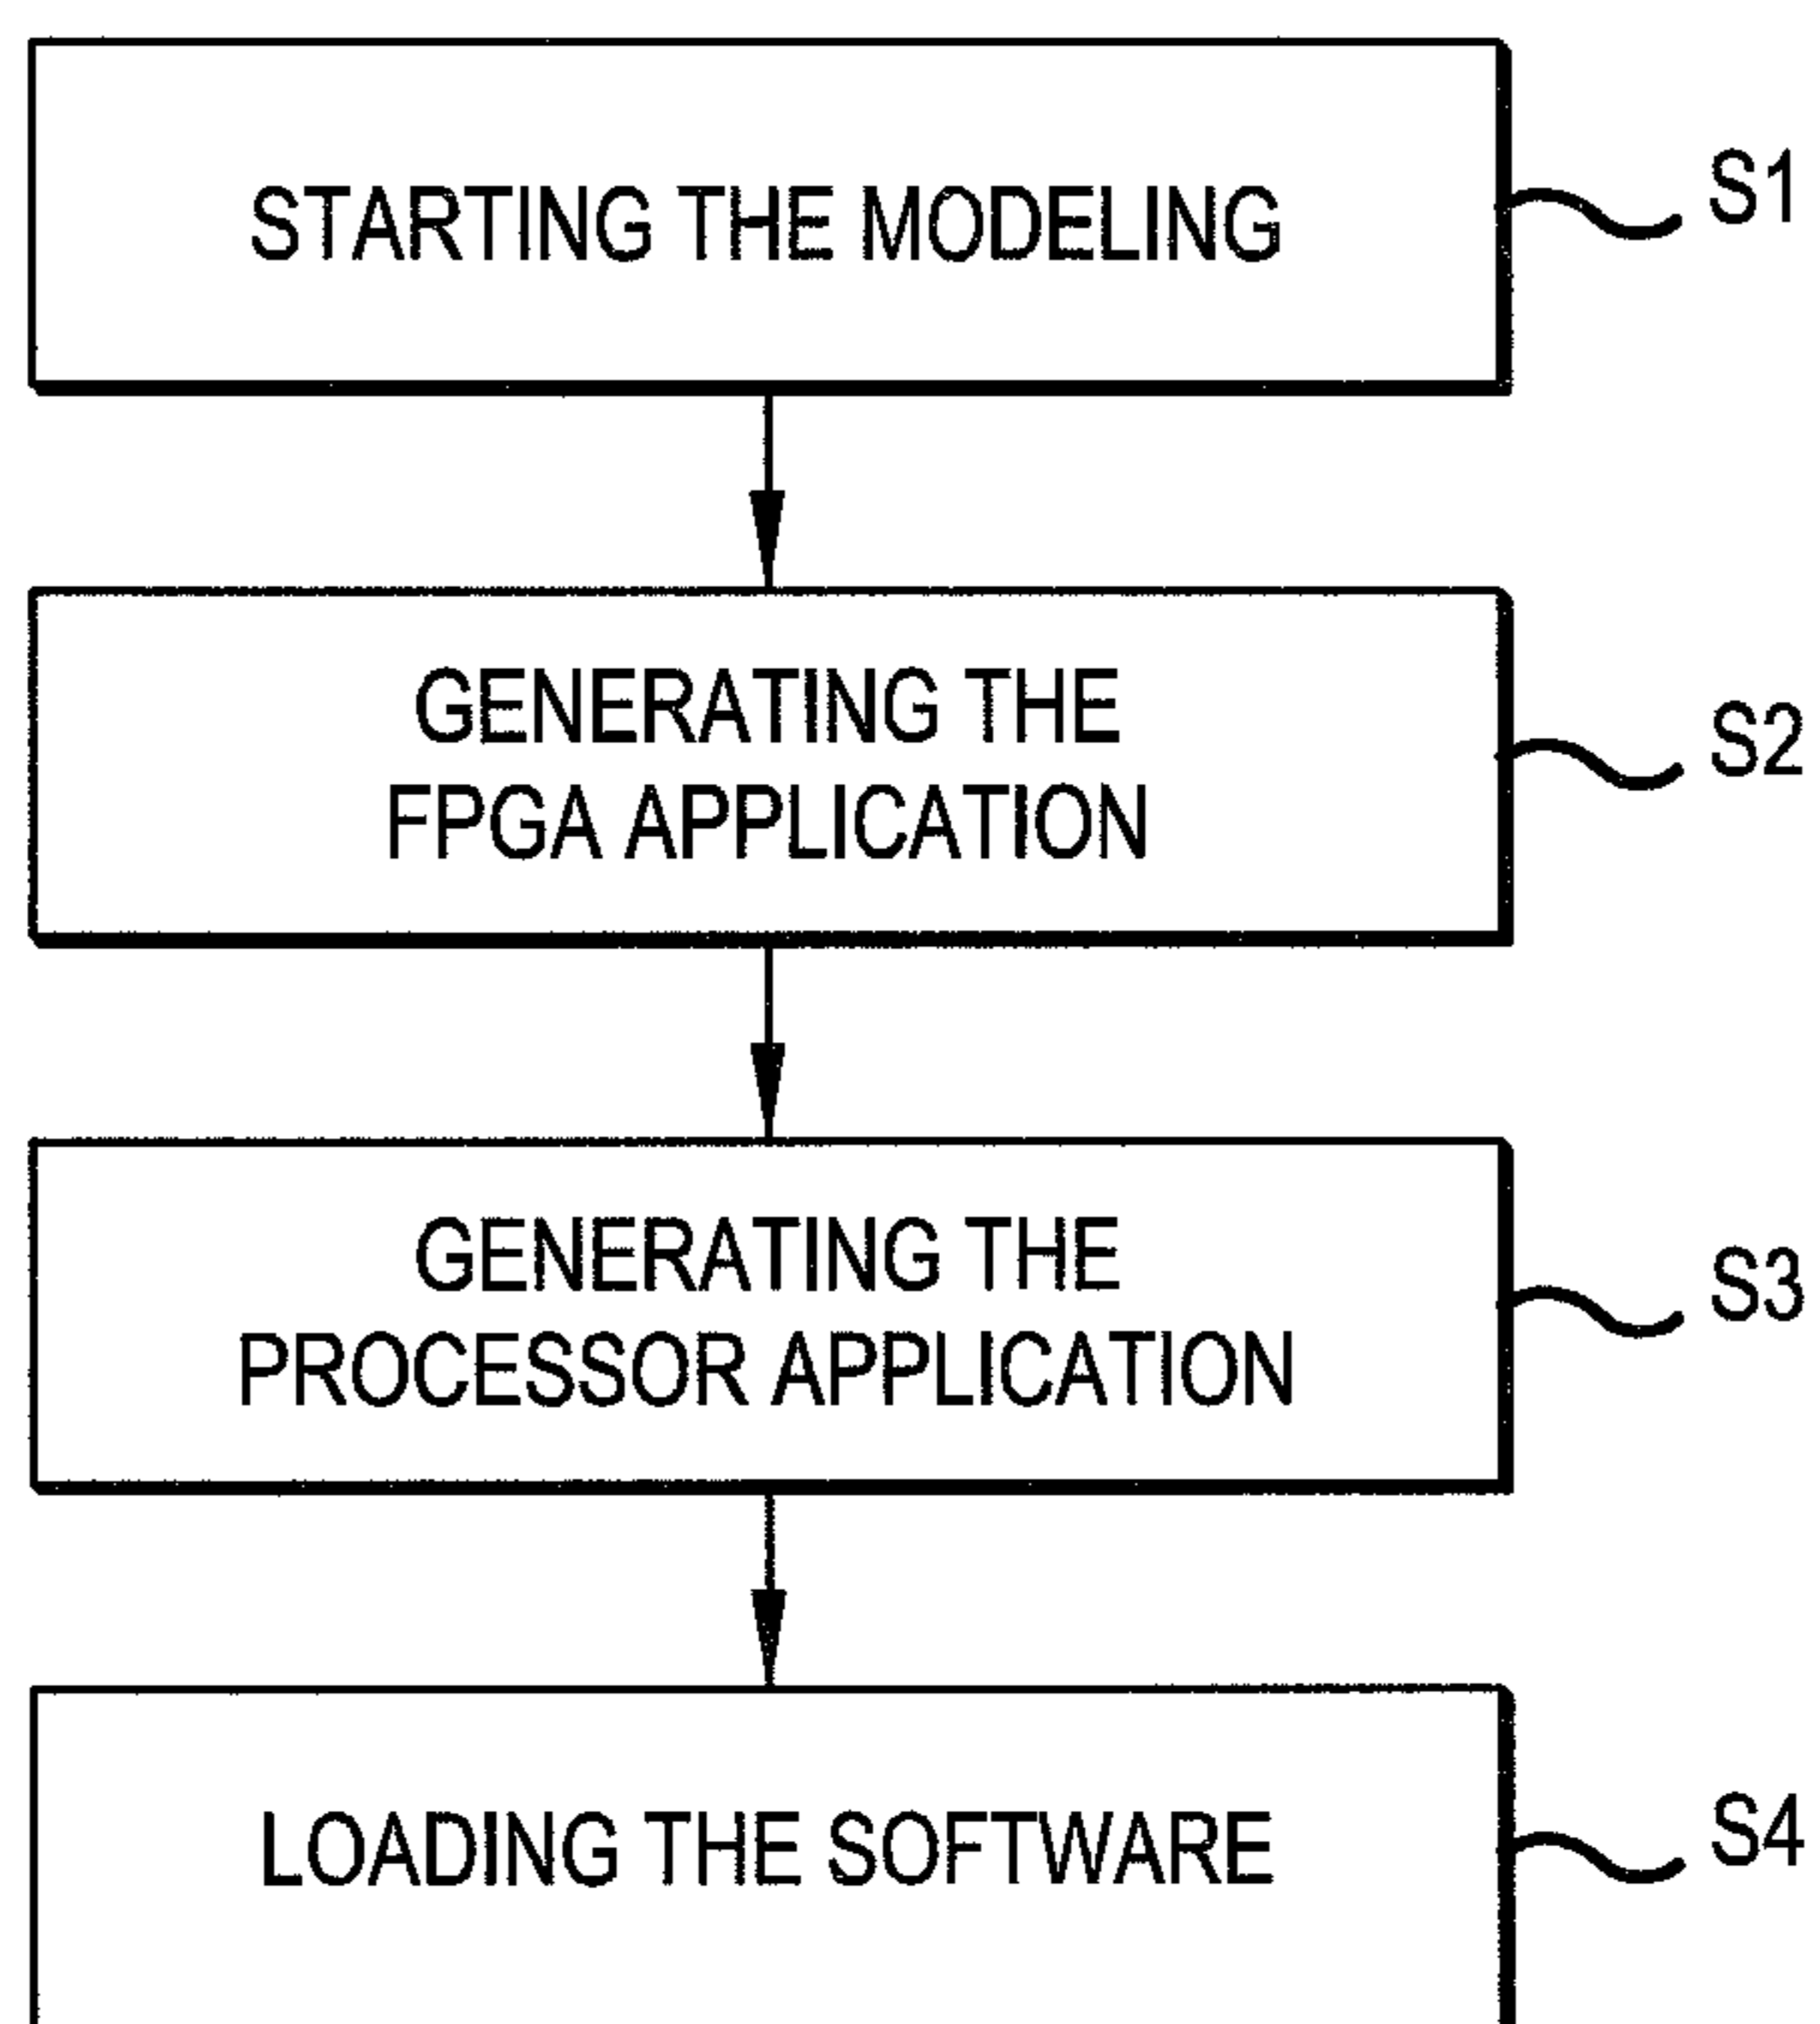 STARTING THE MODELING
S1
GENERATING THE
FPGA APPLICATION
S2
GENERATING THE
PROCESSOR APPLICATION
S3
LOADING THE SOFTWARE
S4